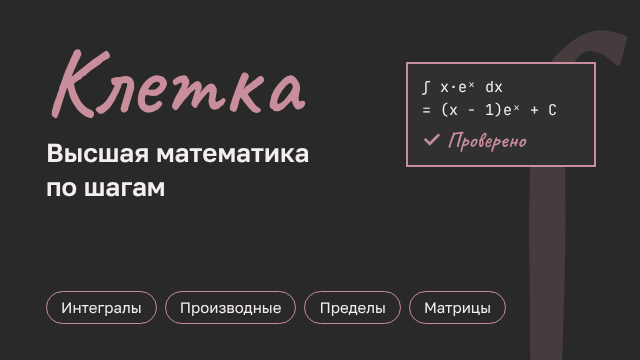 Клетка
Высшая математика
по шагам
∫ x·eˣ dx
= (x - 1)eˣ + C
✓ Проверено
Интегралы
Производные
Пределы
Матрицы